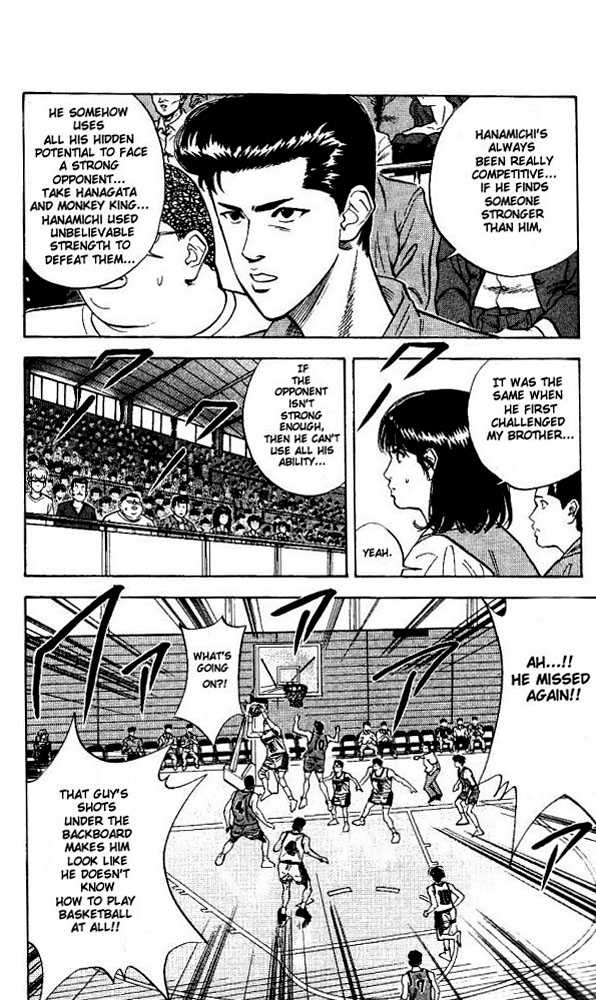 HANAMICHI'S
ALWAYS
BEEN REALLY
COMPETITIVE...
IF HE FINDS
SOMEONE
STRONGER
THAN HIM,
HE SOMEHOW
USES
ALL HIS HIDDEN
POTENTIAL TO FACE
A STRONG
OPPONENT...
TAKE HANAGATA
AND MONKEY KING...
HANAMICHI USED
UNBELIEVABLE
STRENGTH TO
DEFEAT THEM...
IT WAS THE
SAME WHEN
HE FIRST
CHALLENGED
MY BROTHER...
YEAH.
IF
THE
OPPONENT
ISN'T
STRONG
ENOUGH,
THEN HE CAN'T
USE ALL HIS
ABILITY...
AH...!!
HE MISSED
AGAIN!!
WHAT'S
GOING
ON?!
THAT GUY'S
SHOTS
UNDER THE
BACKBOARD
MAKES HIM
LOOK LIKE
HE DOESN'T
KNOW
HOW TO PLAY
BASKETBALL
AT ALL!!